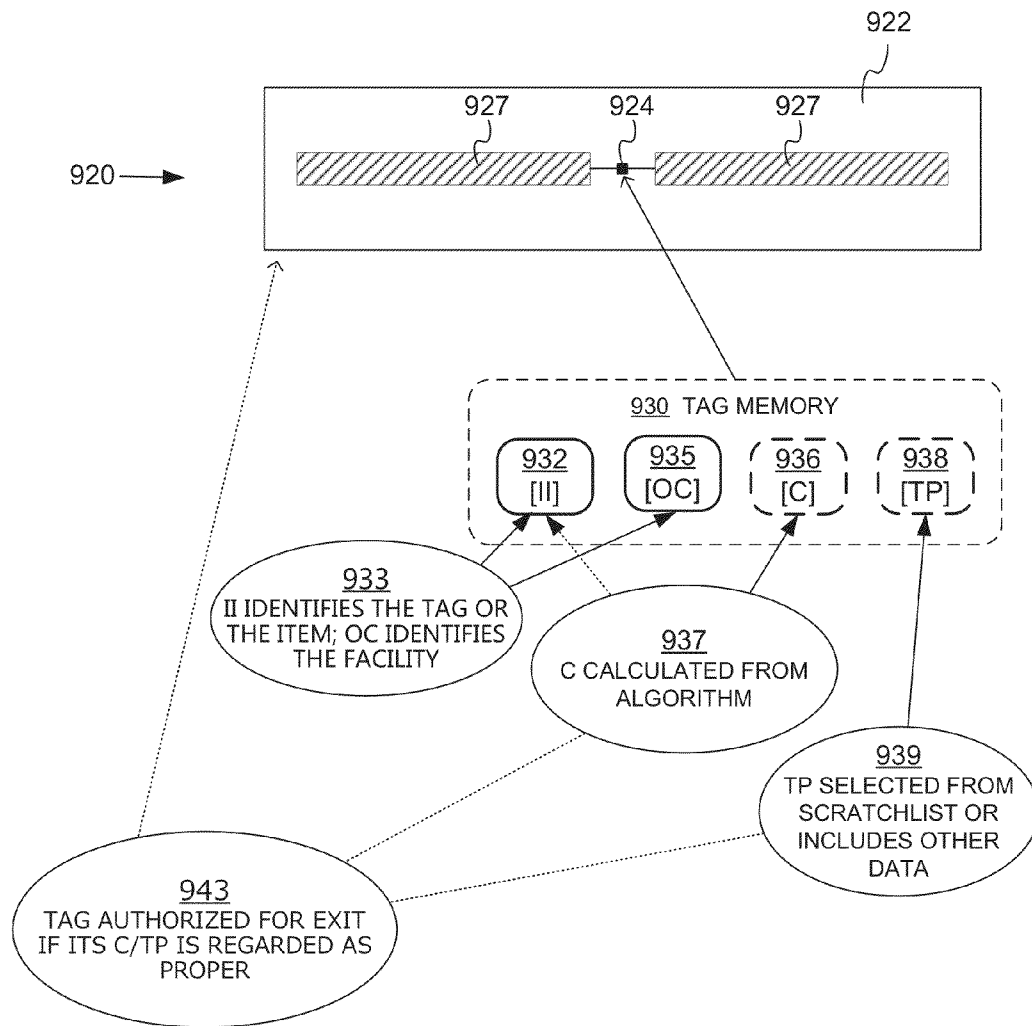 922
927
924
927
920
930 TAG MEMORY
932
[II]
935
[OC]
936
[C]
938
[TP]
933
II IDENTIFIES THE TAG OR
THE ITEM; OC IDENTIFIES
THE FACILITY
937
C CALCULATED FROM
ALGORITHM
939
TP SELECTED FROM
SCRATCHLIST OR
INCLUDES OTHER
DATA
943
TAG AUTHORIZED FOR EXIT
IF ITS C/TP IS REGARDED AS
PROPER